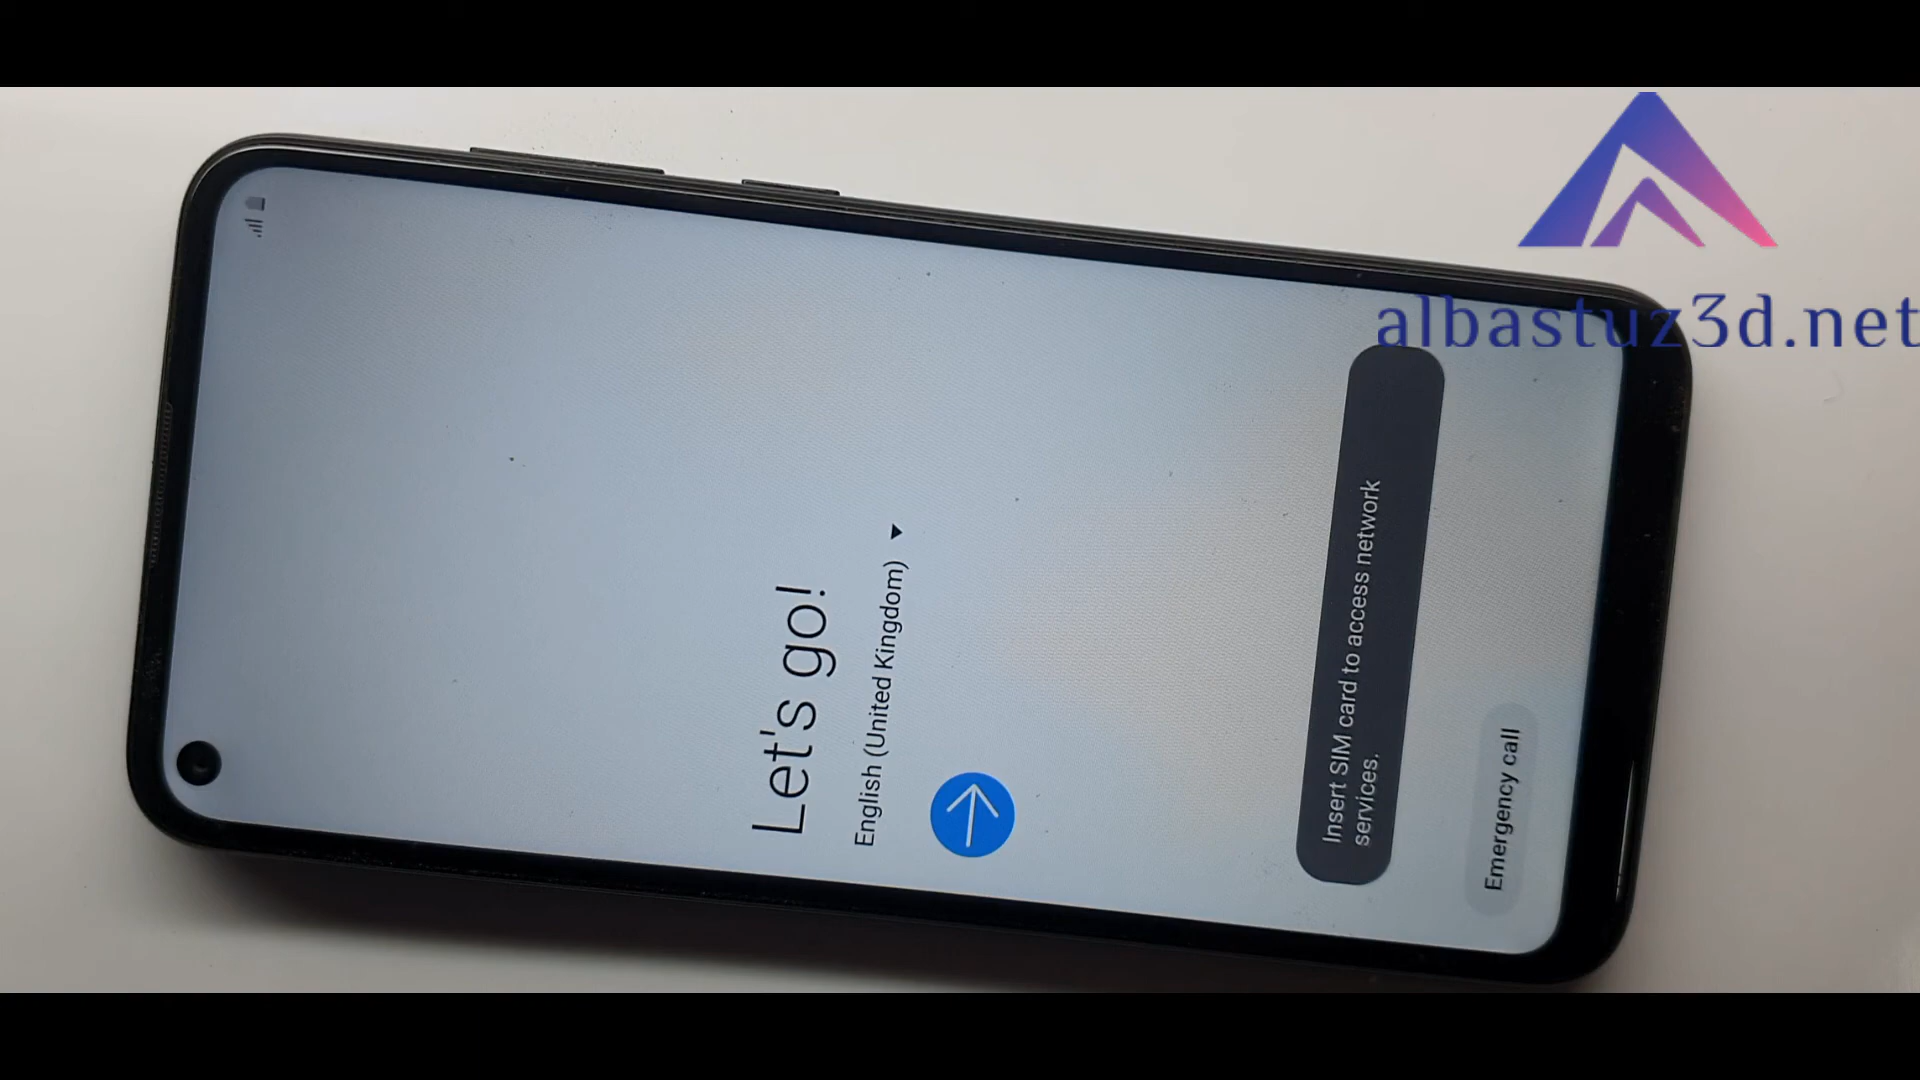 albastuz3d.net
Let's go!
English (United Kingdom)
Insert SIM card to access network
services.
Emergency call